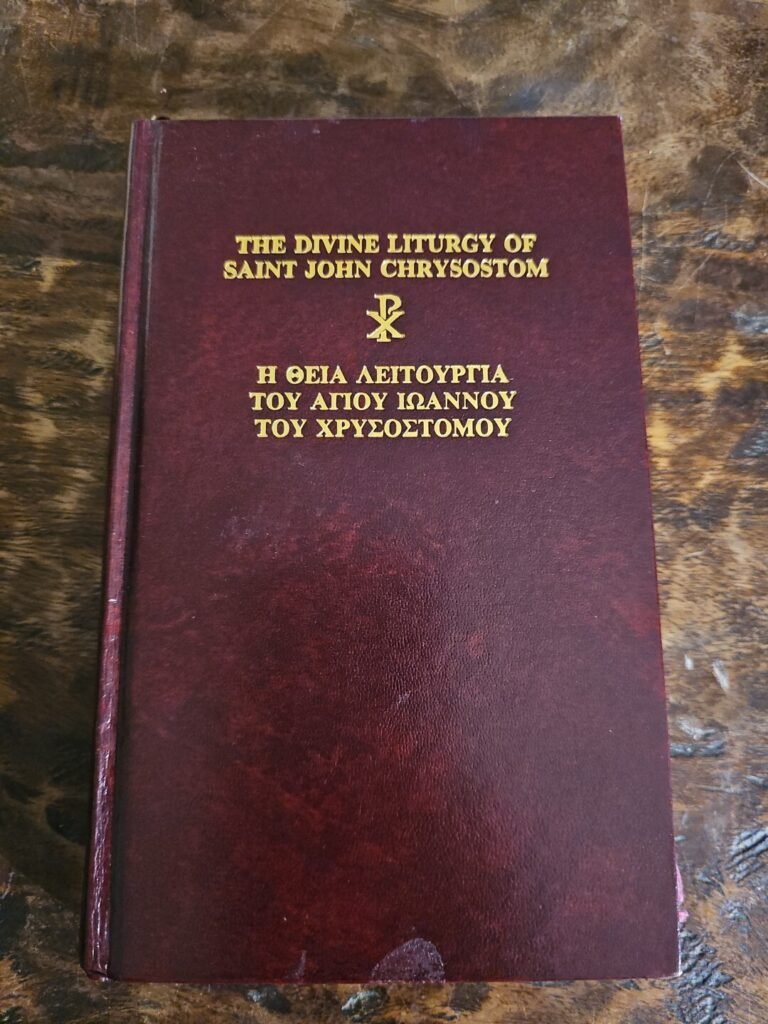 THE DIVINE LITURGY OF
SAINT JOHN CHRYSOSTOM
☧
Η ΘΕΙΑ ΛΕΙΤΟΥΡΓΙΑ
ΤΟΥ ΑΓΙΟΥ ΙΩΑΝΝΟΥ
ΤΟΥ ΧΡΥΣΟΣΤΟΜΟΥ